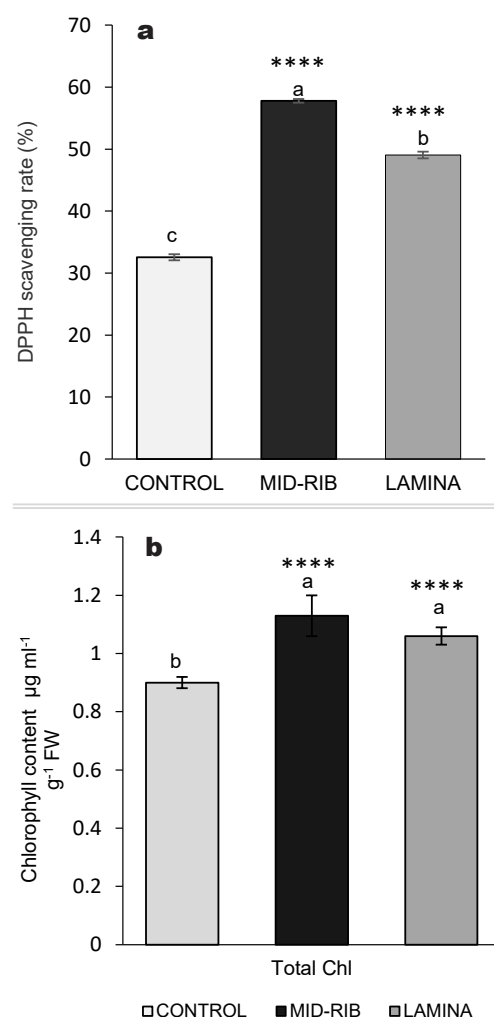 a
70
60
50
40
30
20
10
0
DPPH scavenging rate (%)
c
****
a
****
b
CONTROL MID-RIB LAMINA
b
1.4
1.2
1
0.8
0.6
0.4
0.2
0
Chlorophyll content µg ml-1
g-1 FW
b
****
a
****
a
Total Chl
CONTROL MID-RIB LAMINA